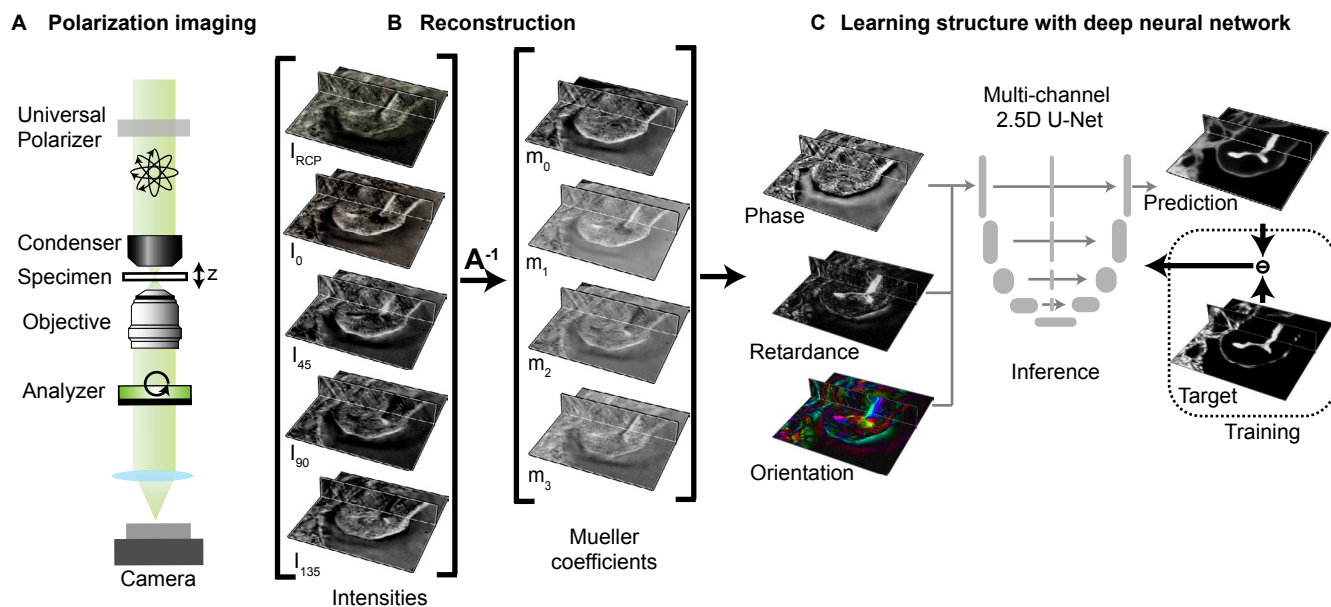 A Polarization imaging
Universal
Polarizer
Condenser
Specimen
z
Objective
Analyzer
Camera
B Reconstruction
I_RCP
I_0
I_45
I_90
I_135
Intensities
A⁻¹
m_0
m_1
m_2
m_3
Mueller
coefficients
C Learning structure with deep neural network
Phase
Retardance
Orientation
Multi-channel
2.5D U-Net
Inference
Prediction
Target
Training